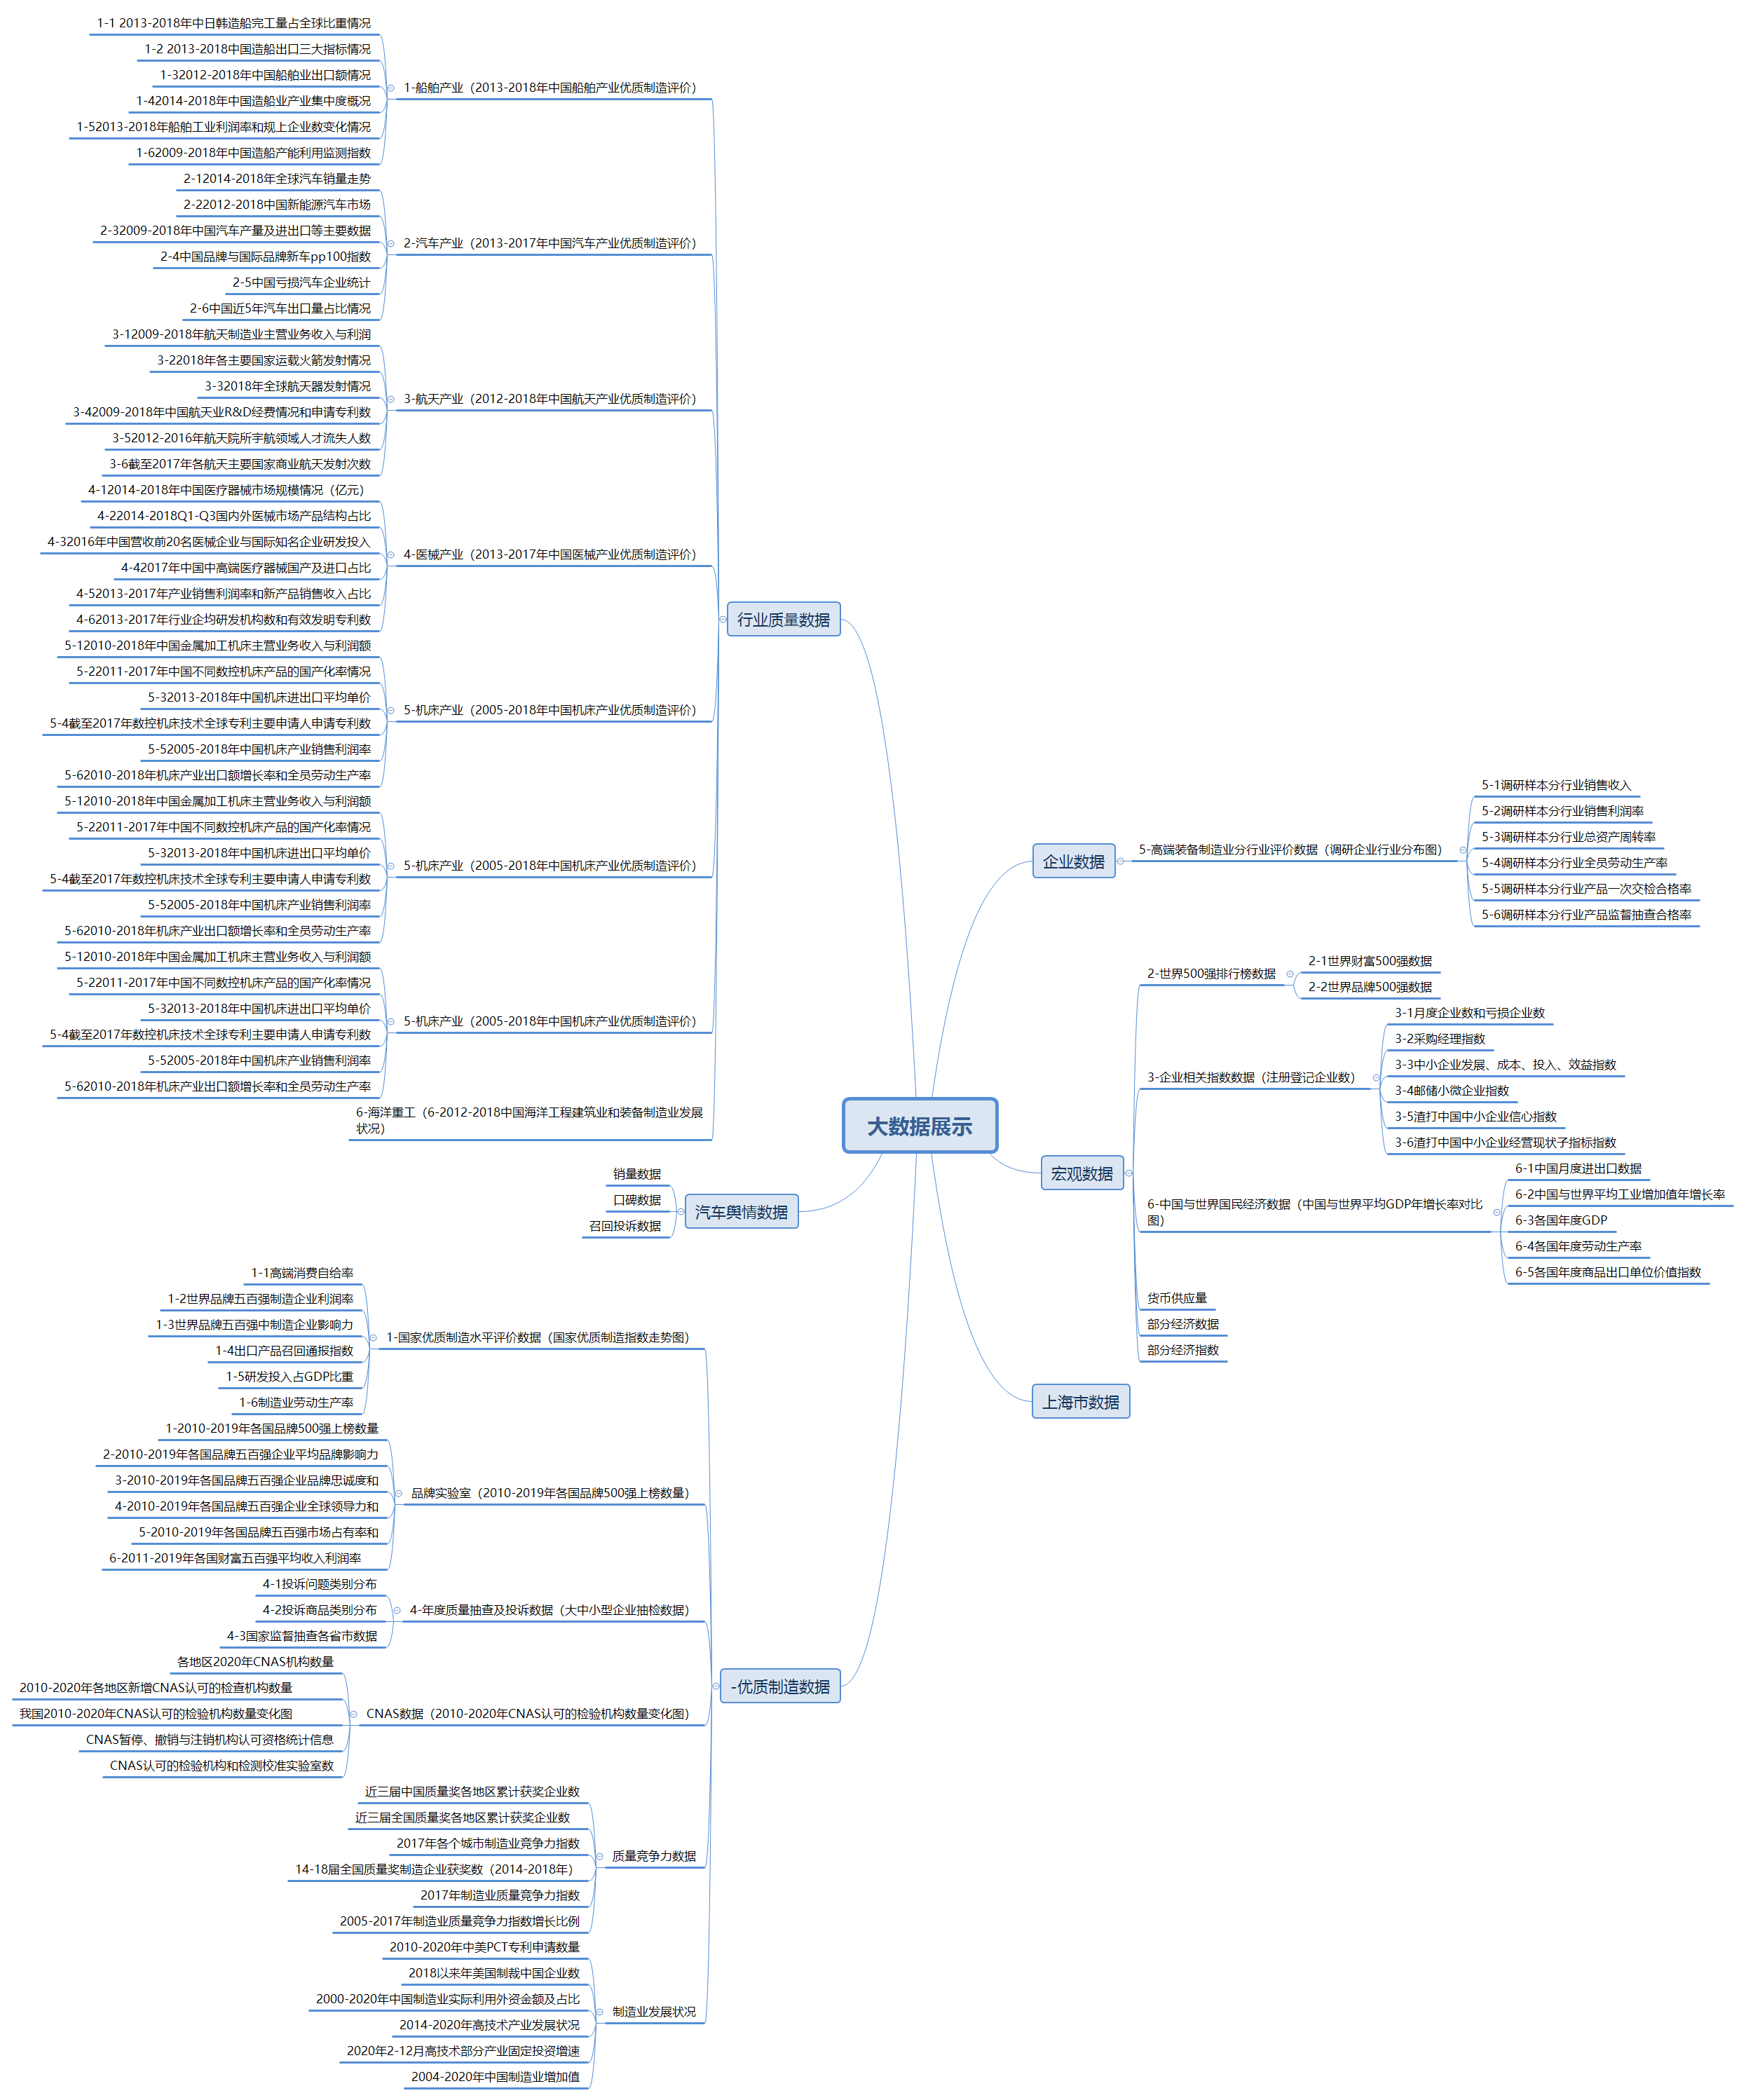 大数据展示
行业质量数据
1-船舶产业（2013-2018年中国船舶产业优质制造评价）
1-1 2013-2018年中日韩造船完工量占全球比重情况
1-2 2013-2018中国造船出口三大指标情况
1-32012-2018年中国船舶业出口额情况
1-42014-2018年中国造船业产业集中度概况
1-52013-2018年船舶工业利润率和规上企业数变化情况
1-62009-2018年中国造船产能利用监测指数
2-汽车产业（2013-2017年中国汽车产业优质制造评价）
2-12014-2018年全球汽车销量走势
2-22012-2018中国新能源汽车市场
2-32009-2018年中国汽车产量及进出口等主要数据
2-4中国品牌与国际品牌新车pp100指数
2-5中国亏损汽车企业统计
2-6中国近5年汽车出口量占比情况
3-航天产业（2012-2018年中国航天产业优质制造评价）
3-12009-2018年航天制造业主营业务收入与利润
3-22018年各主要国家运载火箭发射情况
3-32018年全球航天器发射情况
3-42009-2018年中国航天业R&D经费情况和申请专利数
3-52012-2016年航天院所宇航领域人才流失人数
3-6截至2017年各航天主要国家商业航天发射次数
4-医械产业（2013-2017年中国医械产业优质制造评价）
4-12014-2018年中国医疗器械市场规模情况（亿元）
4-22014-2018Q1-Q3国内外医械市场产品结构占比
4-32016年中国营收前20名医械企业与国际知名企业研发投入
4-42017年中国中高端医疗器械国产及进口占比
4-52013-2017年产业销售利润率和新产品销售收入占比
4-62013-2017年行业企均研发机构数和有效发明专利数
5-机床产业（2005-2018年中国机床产业优质制造评价）
5-12010-2018年中国金属加工机床主营业务收入与利润额
5-22011-2017年中国不同数控机床产品的国产化率情况
5-32013-2018年中国机床进出口平均单价
5-4截至2017年数控机床技术全球专利主要申请人申请专利数
5-52005-2018年中国机床产业销售利润率
5-62010-2018年机床产业出口额增长率和全员劳动生产率
5-机床产业（2005-2018年中国机床产业优质制造评价）
5-12010-2018年中国金属加工机床主营业务收入与利润额
5-22011-2017年中国不同数控机床产品的国产化率情况
5-32013-2018年中国机床进出口平均单价
5-4截至2017年数控机床技术全球专利主要申请人申请专利数
5-52005-2018年中国机床产业销售利润率
5-62010-2018年机床产业出口额增长率和全员劳动生产率
5-机床产业（2005-2018年中国机床产业优质制造评价）
5-12010-2018年中国金属加工机床主营业务收入与利润额
5-22011-2017年中国不同数控机床产品的国产化率情况
5-32013-2018年中国机床进出口平均单价
5-4截至2017年数控机床技术全球专利主要申请人申请专利数
5-52005-2018年中国机床产业销售利润率
5-62010-2018年机床产业出口额增长率和全员劳动生产率
6-海洋重工（6-2012-2018中国海洋工程建筑业和装备制造业发展
状况）
汽车舆情数据
销量数据
口碑数据
召回投诉数据
-优质制造数据
1-国家优质制造水平评价数据（国家优质制造指数走势图）
1-1高端消费自给率
1-2世界品牌五百强制造企业利润率
1-3世界品牌五百强中制造企业影响力
1-4出口产品召回通报指数
1-5研发投入占GDP比重
1-6制造业劳动生产率
品牌实验室（2010-2019年各国品牌500强上榜数量）
1-2010-2019年各国品牌500强上榜数量
2-2010-2019年各国品牌五百强企业平均品牌影响力
3-2010-2019年各国品牌五百强企业品牌忠诚度和
4-2010-2019年各国品牌五百强企业全球领导力和
5-2010-2019年各国品牌五百强市场占有率和
6-2011-2019年各国财富五百强平均收入利润率
4-年度质量抽查及投诉数据（大中小型企业抽检数据）
4-1投诉问题类别分布
4-2投诉商品类别分布
4-3国家监督抽查各省市数据
CNAS数据（2010-2020年CNAS认可的检验机构数量变化图）
各地区2020年CNAS机构数量
2010-2020年各地区新增CNAS认可的检查机构数量
我国2010-2020年CNAS认可的检验机构数量变化图
CNAS暂停、撤销与注销机构认可资格统计信息
CNAS认可的检验机构和检测校准实验室数
质量竞争力数据
近三届中国质量奖各地区累计获奖企业数
近三届全国质量奖各地区累计获奖企业数
2017年各个城市制造业竞争力指数
14-18届全国质量奖制造企业获奖数（2014-2018年）
2017年制造业质量竞争力指数
2005-2017年制造业质量竞争力指数增长比例
制造业发展状况
2010-2020年中美PCT专利申请数量
2018以来年美国制裁中国企业数
2000-2020年中国制造业实际利用外资金额及占比
2014-2020年高技术产业发展状况
2020年2-12月高技术部分产业固定投资增速
2004-2020年中国制造业增加值
企业数据
5-高端装备制造业分行业评价数据（调研企业行业分布图）
5-1调研样本分行业销售收入
5-2调研样本分行业销售利润率
5-3调研样本分行业总资产周转率
5-4调研样本分行业全员劳动生产率
5-5调研样本分行业产品一次交检合格率
5-6调研样本分行业产品监督抽查合格率
宏观数据
2-世界500强排行榜数据
2-1世界财富500强数据
2-2世界品牌500强数据
3-企业相关指数数据（注册登记企业数）
3-1月度企业数和亏损企业数
3-2采购经理指数
3-3中小企业发展、成本、投入、效益指数
3-4邮储小微企业指数
3-5渣打中国中小企业信心指数
3-6渣打中国中小企业经营现状子指标指数
6-中国与世界国民经济数据（中国与世界平均GDP年增长率对比
图）
6-1中国月度进出口数据
6-2中国与世界平均工业增加值年增长率
6-3各国年度GDP
6-4各国年度劳动生产率
6-5各国年度商品出口单位价值指数
货币供应量
部分经济数据
部分经济指数
上海市数据